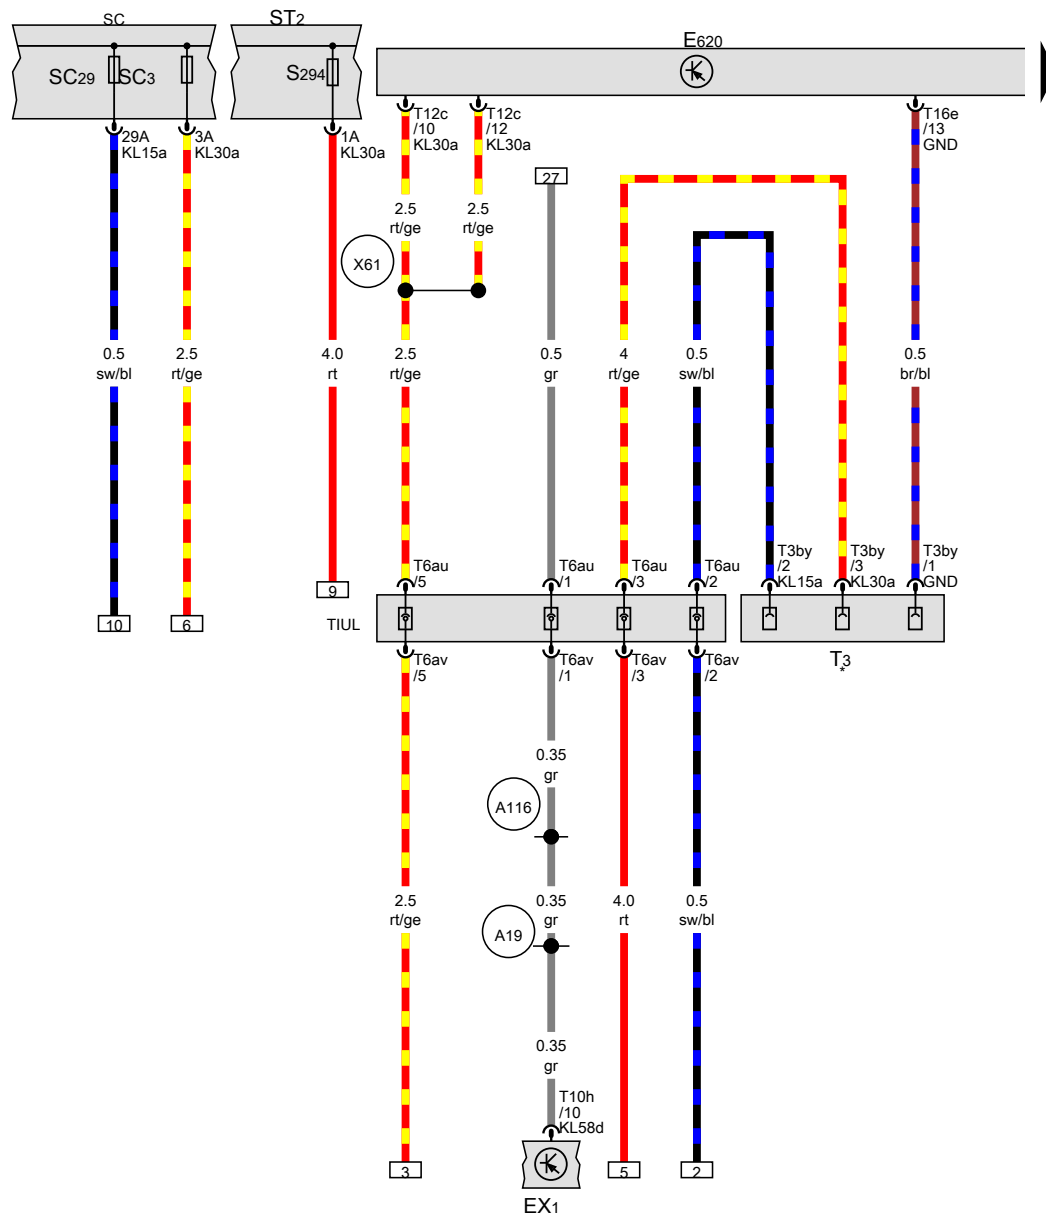 SC
ST2
E620
SC29
SC3
S294
29A
KL15a
3A
KL30a
1A
KL30a
T12c
/10
KL30a
T12c
/12
KL30a
T16e
/13
GND
27
2.5
rt/ge
2.5
rt/ge
X61
0.5
sw/bl
2.5
rt/ge
4.0
rt
2.5
rt/ge
0.5
gr
4
rt/ge
0.5
sw/bl
0.5
br/bl
T6au
/5
T6au
/1
T6au
/3
T6au
/2
T3by
/2
KL15a
T3by
/3
KL30a
T3by
/1
GND
10
6
9
TIUL
T3
*
T6av
/5
T6av
/1
T6av
/3
T6av
/2
0.35
gr
A116
2.5
rt/ge
0.35
gr
4.0
rt
0.5
sw/bl
A19
0.35
gr
T10h
/10
KL58d
3
5
2
EX1